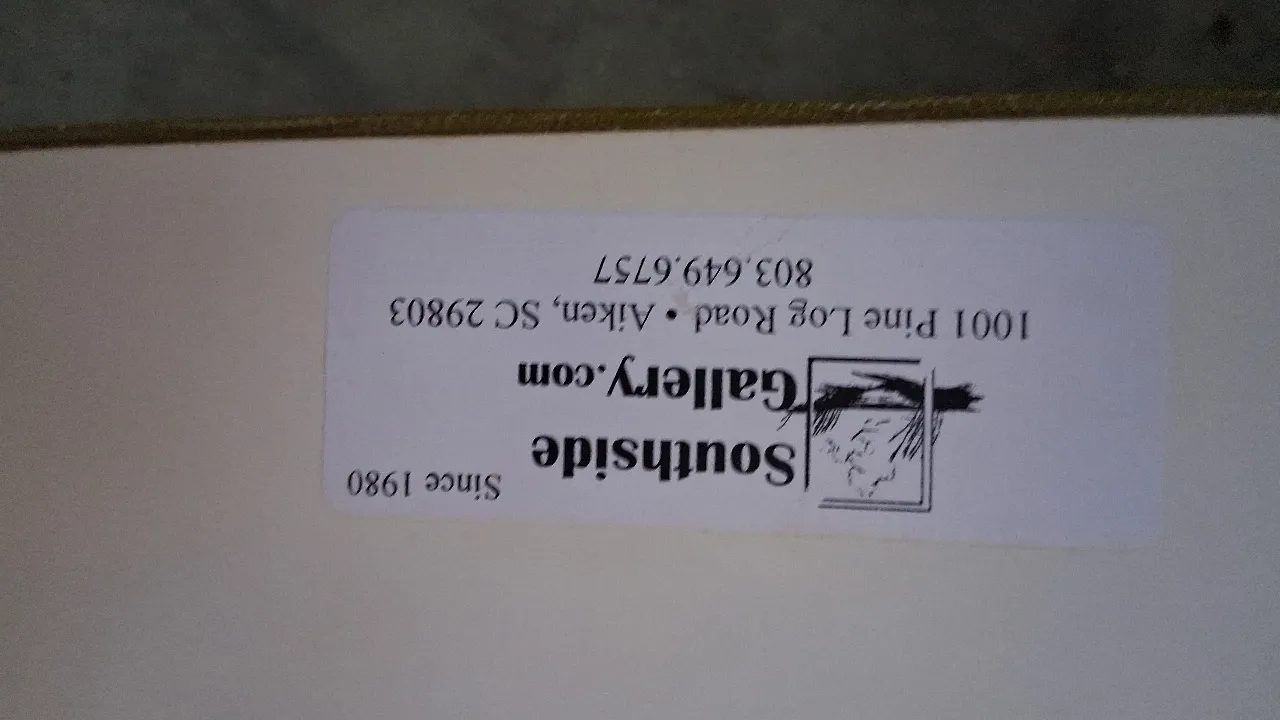 Since 1980
Southside
Gallery.com
1001 Pine Log Road • Aiken, SC 29803
803.649.6757